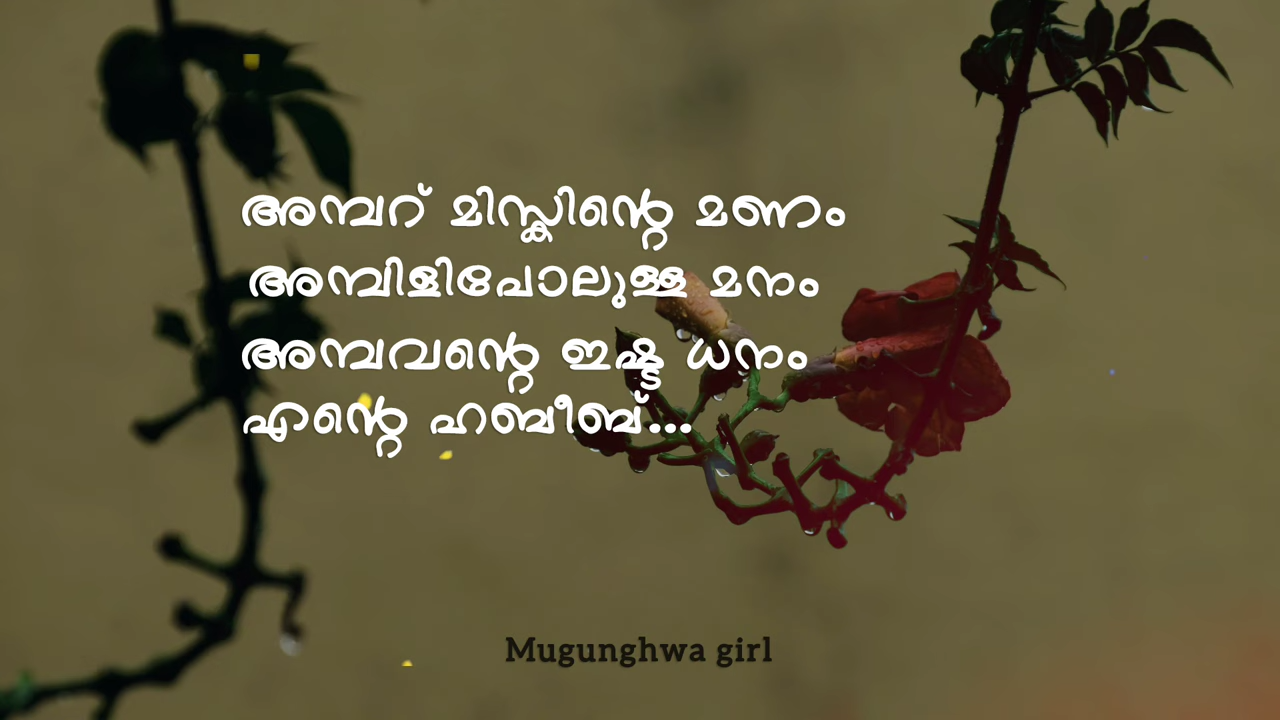 അമ്പറ് മിസ്കിന്റെ മണം
അമ്പിളിപോലുള്ള മനം
അമ്പവന്റെ ഇഷ്ട ധനം
എന്റെ ഹബീബ്...
Mugunghwa girl